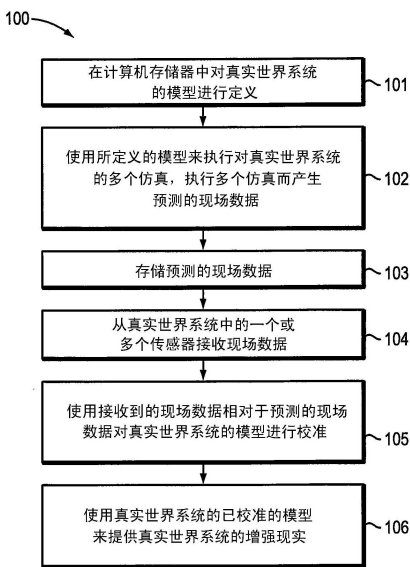 100
在计算机存储器中对真实世界系统
的模型进行定义
101
使用所定义的模型来执行对真实世界系统
的多个仿真，执行多个仿真而产生
预测的现场数据
102
存储预测的现场数据
103
从真实世界系统中的一个或
多个传感器接收现场数据
104
使用接收到的现场数据相对于预测的现场
数据对真实世界系统的模型进行校准
105
使用真实世界系统的已校准的模型
来提供真实世界系统的增强现实
106